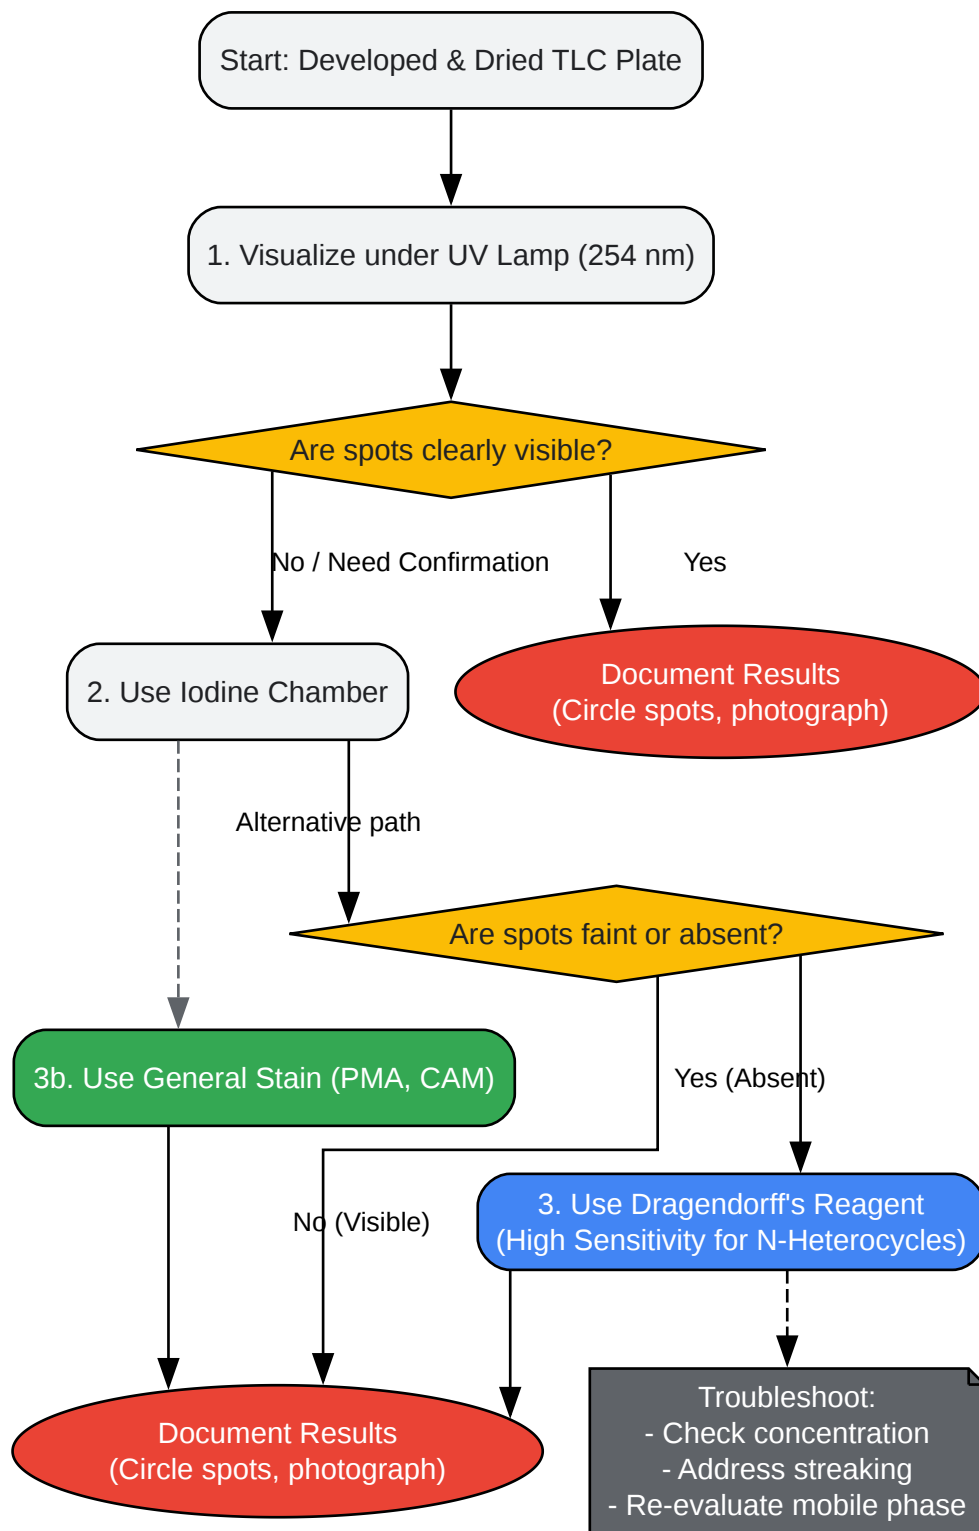 Start: Developed & Dried TLC Plate
1. Visualize under UV Lamp (254 nm)
Are spots clearly visible?
No / Need Confirmation
Yes
Document Results
(Circle spots, photograph)
2. Use Iodine Chamber
Alternative path
Are spots faint or absent?
3b. Use General Stain (PMA, CAM)
Yes (Absent)
No (Visible)
3. Use Dragendorff's Reagent
(High Sensitivity for N-Heterocycles)
Document Results
(Circle spots, photograph)
Troubleshoot:
- Check concentration
- Address streaking
- Re-evaluate mobile phase